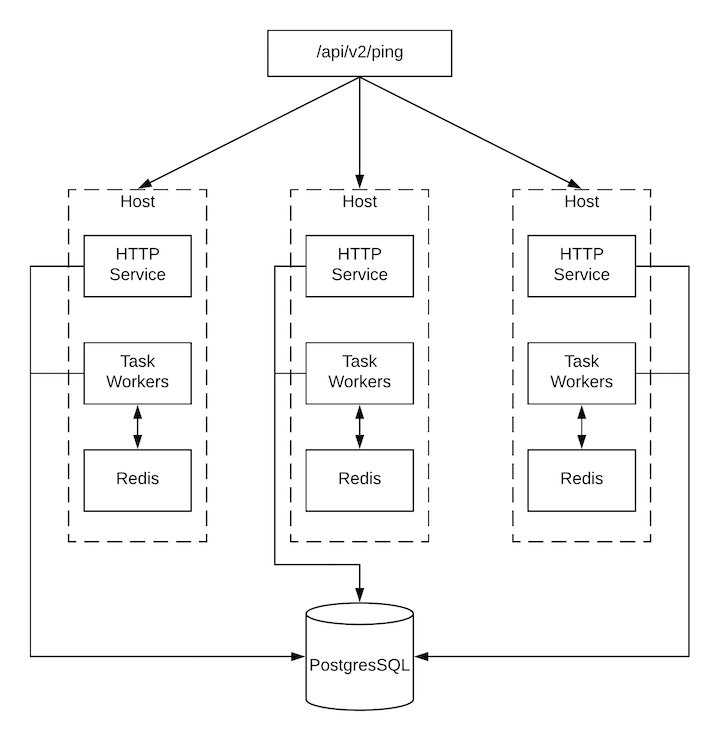 /api/v2/ping
Host
Host
Host
HTTP
Service
HTTP
Service
HTTP
Service
Task
Workers
Task
Workers
Task
Workers
Redis
Redis
Redis
PostgresSQL